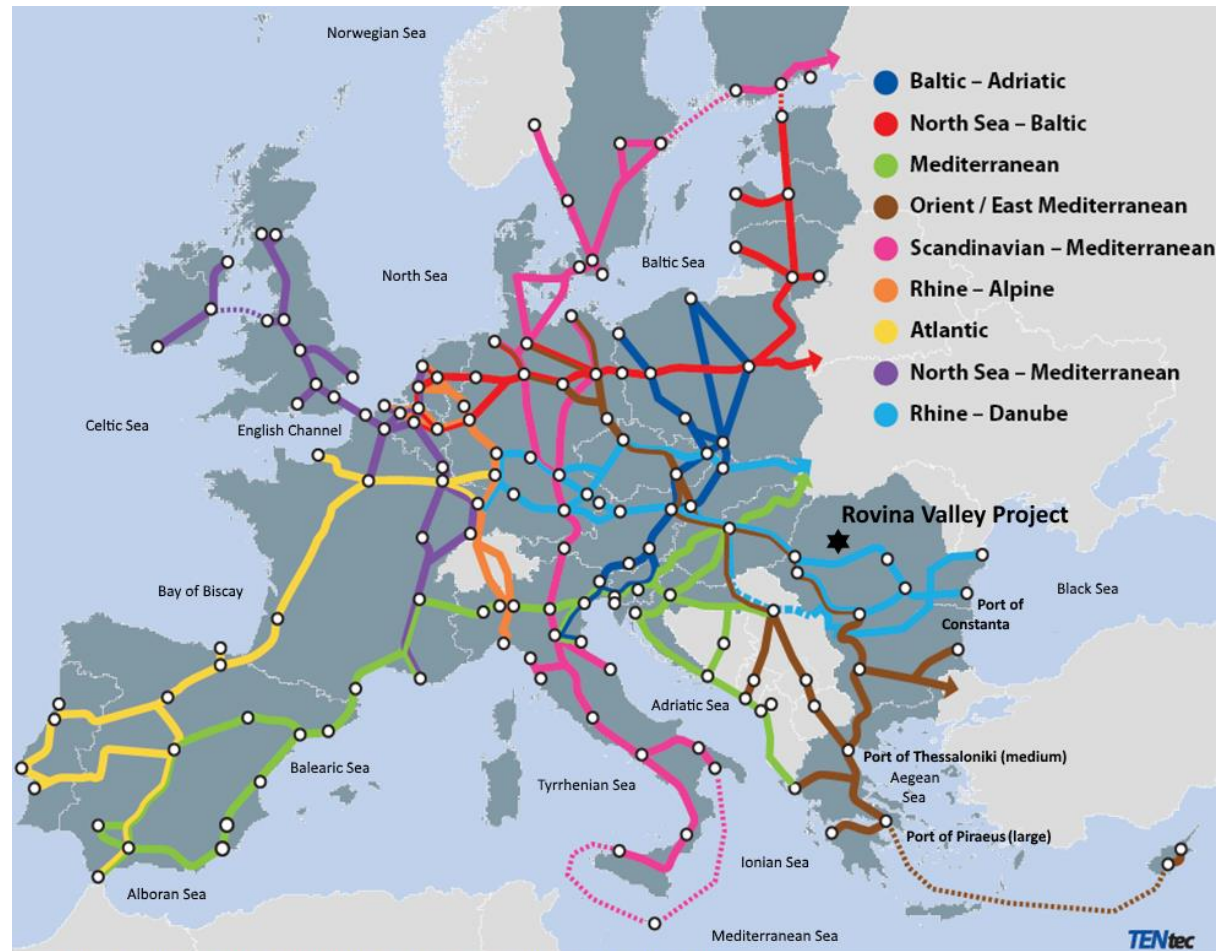 Norwegian Sea
Baltic – Adriatic
North Sea – Baltic
Mediterranean
Orient / East Mediterranean
Scandinavian – Mediterranean
Rhine – Alpine
Atlantic
North Sea – Mediterranean
Rhine – Danube
North Sea
Baltic Sea
Celtic Sea
English Channel
Rovina Valley Project
Bay of Biscay
Black Sea
Port of
Constanta
Adriatic Sea
Balearic Sea
Tyrrhenian Sea
Port of Thessaloniki (medium)
Aegean
Sea
Port of Piraeus (large)
Ionian Sea
Alboran Sea
Mediterranean Sea
TENtec